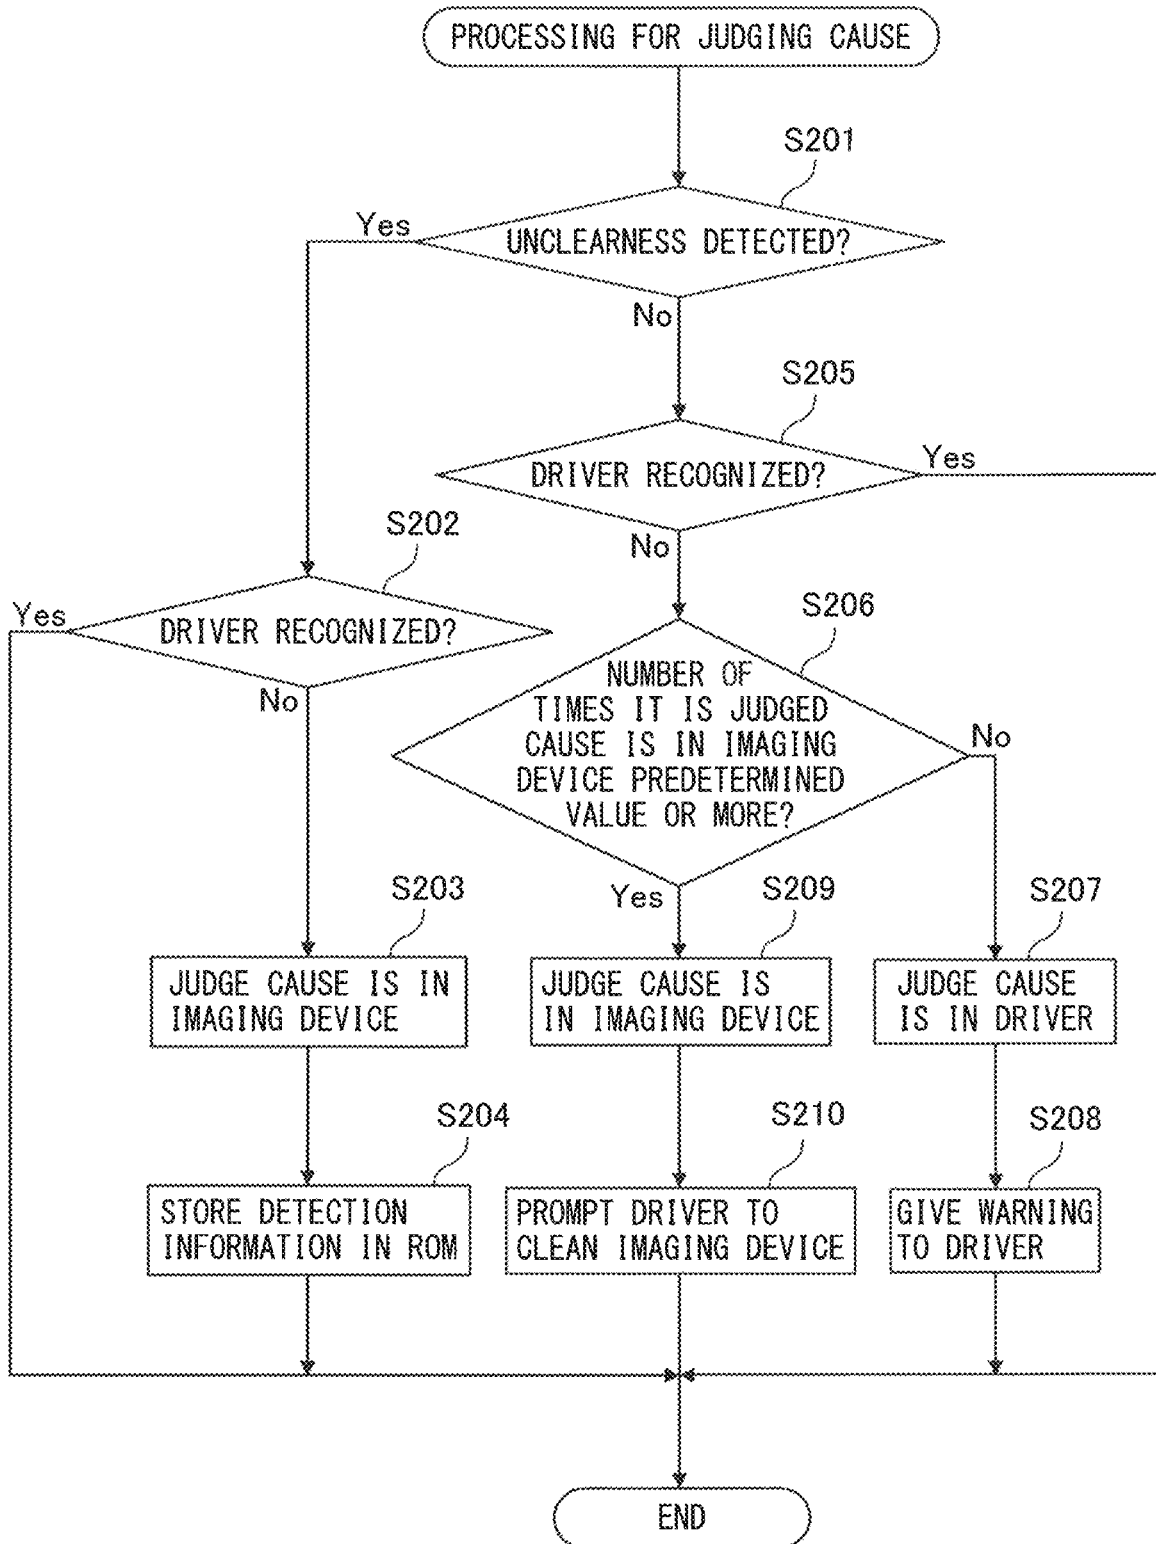 PROCESSING FOR JUDGING CAUSE
S201
Yes
UNCLEARNESS DETECTED?
No
S205
DRIVER RECOGNIZED?
Yes
No
S202
Yes
DRIVER RECOGNIZED?
No
S206
NUMBER OF
TIMES IT IS JUDGED
CAUSE IS IN IMAGING
DEVICE PREDETERMINED
VALUE OR MORE?
No
Yes
S203
JUDGE CAUSE IS IN
IMAGING DEVICE
S209
JUDGE CAUSE IS
IN IMAGING DEVICE
S207
JUDGE CAUSE
IS IN DRIVER
S204
STORE DETECTION
INFORMATION IN ROM
S210
PROMPT DRIVER TO
CLEAN IMAGING DEVICE
S208
GIVE WARNING
TO DRIVER
END